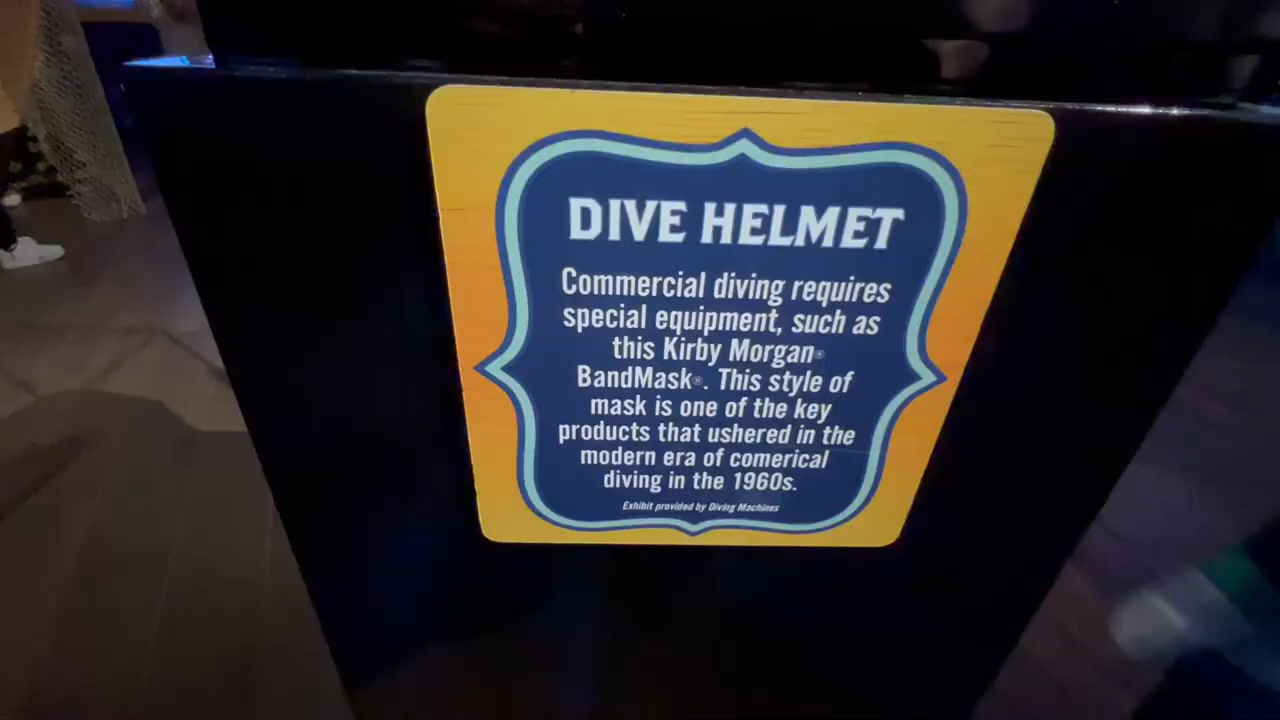 DIVE HELMET
Commercial diving requires
special equipment, such as
this Kirby Morgan®
BandMask®. This style of
mask is one of the key
products that ushered in the
modern era of comerical
diving in the 1960s.
Exhibit provided by Diving Machines